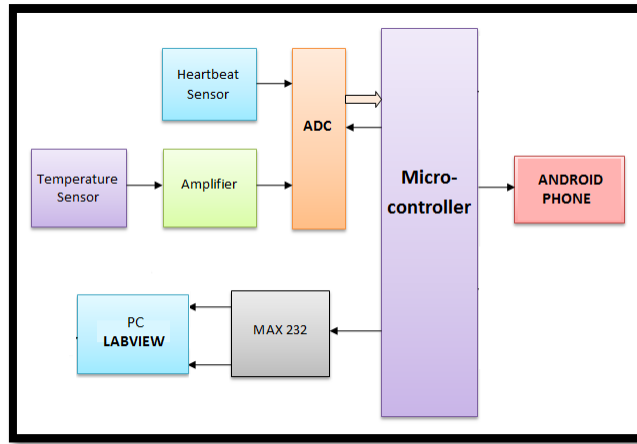 Heartbeat
Sensor
ADC
Temperature
Sensor
Amplifier
Micro-
controller
ANDROID
PHONE
PC
LABVIEW
MAX 232